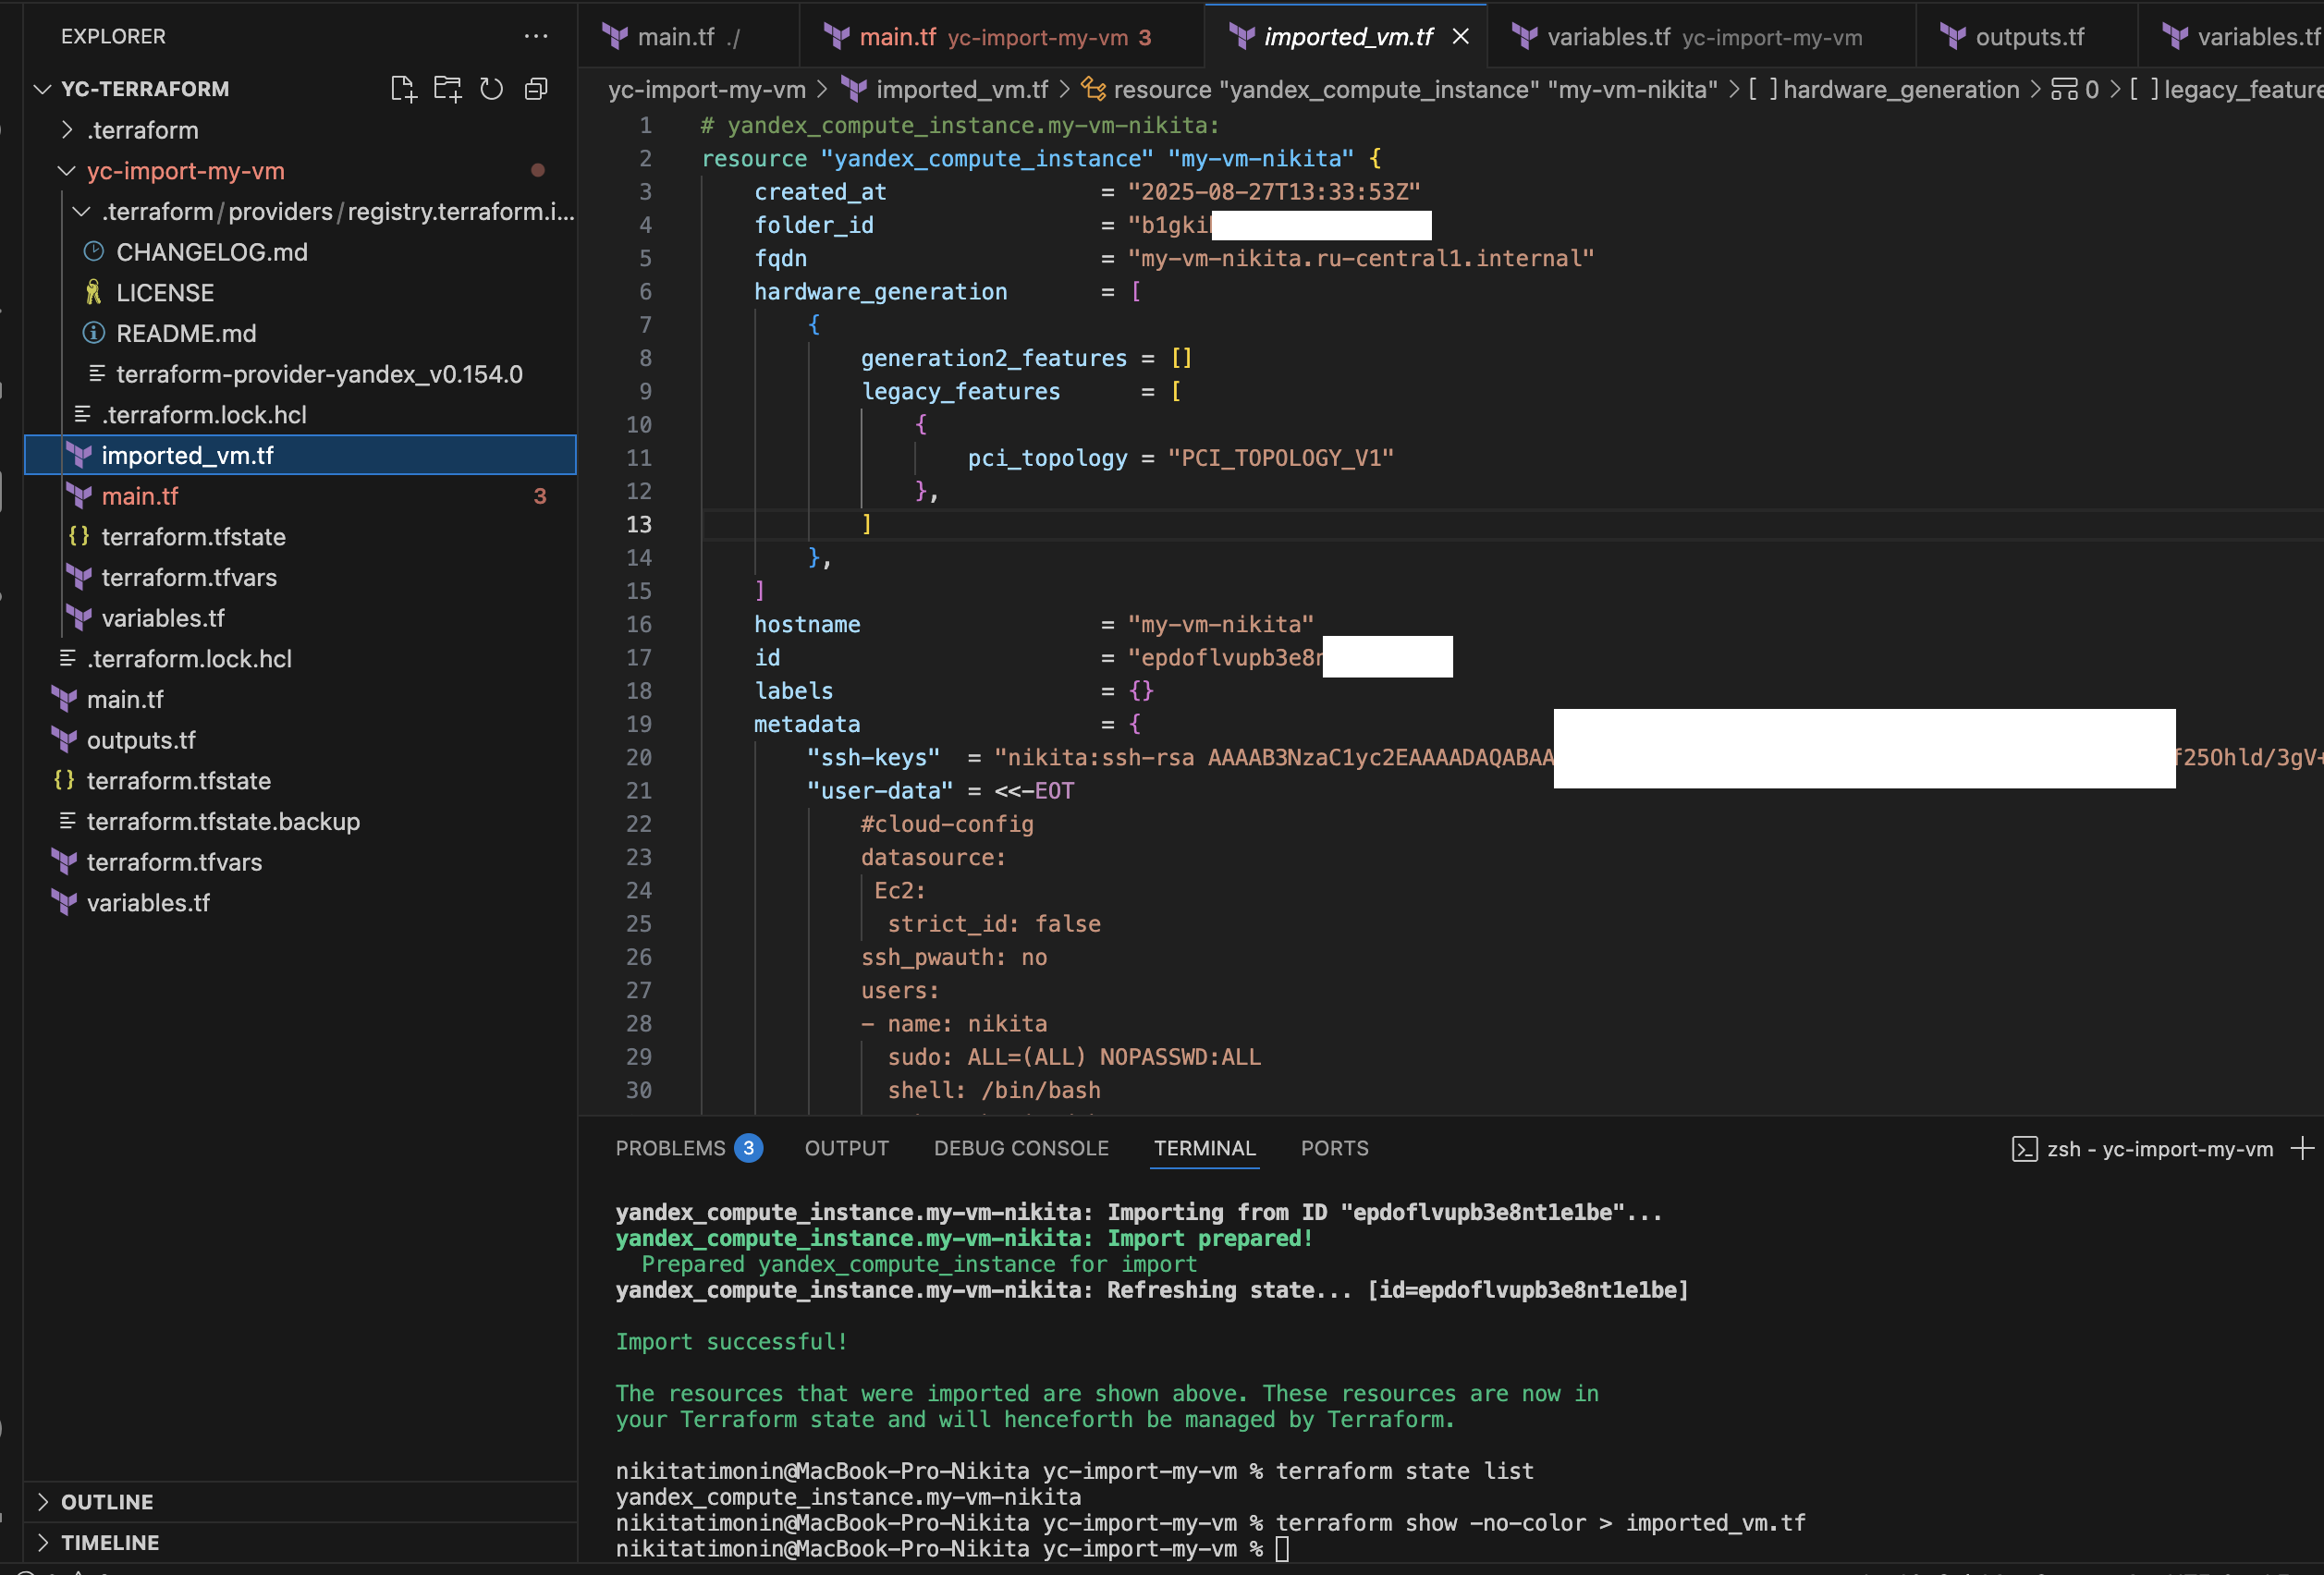 EXPLORER
YC-TERRAFORM
.terraform
yc-import-my-vm
.terraform/providers/registry.terraform.i...
CHANGELOG.md
LICENSE
README.md
terraform-provider-yandex_v0.154.0
.terraform.lock.hcl
imported_vm.tf
main.tf 3
terraform.tfstate
terraform.tfvars
variables.tf
.terraform.lock.hcl
main.tf
outputs.tf
terraform.tfstate
terraform.tfstate.backup
terraform.tfvars
variables.tf
OUTLINE
TIMELINE
main.tf ./ main.tf yc-import-my-vm 3 imported_vm.tf variables.tf yc-import-my-vm outputs.tf variables.tf
yc-import-my-vm > imported_vm.tf > resource "yandex_compute_instance" "my-vm-nikita" > [ ] hardware_generation > 0 > [ ] legacy_feature
1 # yandex_compute_instance.my-vm-nikita:
2 resource "yandex_compute_instance" "my-vm-nikita" {
3 created_at = "2025-08-27T13:33:53Z"
4 folder_id = "b1gki
5 fqdn = "my-vm-nikita.ru-central1.internal"
6 hardware_generation = [
7 {
8 generation2_features = []
9 legacy_features = [
10 {
11 pci_topology = "PCI_TOPOLOGY_V1"
12 },
13 ]
14 },
15 ]
16 hostname = "my-vm-nikita"
17 id = "epdoflvupb3e8
18 labels = {}
19 metadata = {
20 "ssh-keys" = "nikita:ssh-rsa AAAAB3NzaC1yc2EAAAADAQABAA f25Ohld/3gV+
21 "user-data" = <<-EOT
22 #cloud-config
23 datasource:
24 Ec2:
25 strict_id: false
26 ssh_pwauth: no
27 users:
28 - name: nikita
29 sudo: ALL=(ALL) NOPASSWD:ALL
30 shell: /bin/bash
PROBLEMS 3 OUTPUT DEBUG CONSOLE TERMINAL PORTS
zsh - yc-import-my-vm
yandex_compute_instance.my-vm-nikita: Importing from ID "epdoflvupb3e8nt1e1be"...
yandex_compute_instance.my-vm-nikita: Import prepared!
Prepared yandex_compute_instance for import
yandex_compute_instance.my-vm-nikita: Refreshing state... [id=epdoflvupb3e8nt1e1be]
Import successful!
The resources that were imported are shown above. These resources are now in
your Terraform state and will henceforth be managed by Terraform.
nikitatimonin@MacBook-Pro-Nikita yc-import-my-vm % terraform state list
yandex_compute_instance.my-vm-nikita
nikitatimonin@MacBook-Pro-Nikita yc-import-my-vm % terraform show -no-color > imported_vm.tf
nikitatimonin@MacBook-Pro-Nikita yc-import-my-vm %